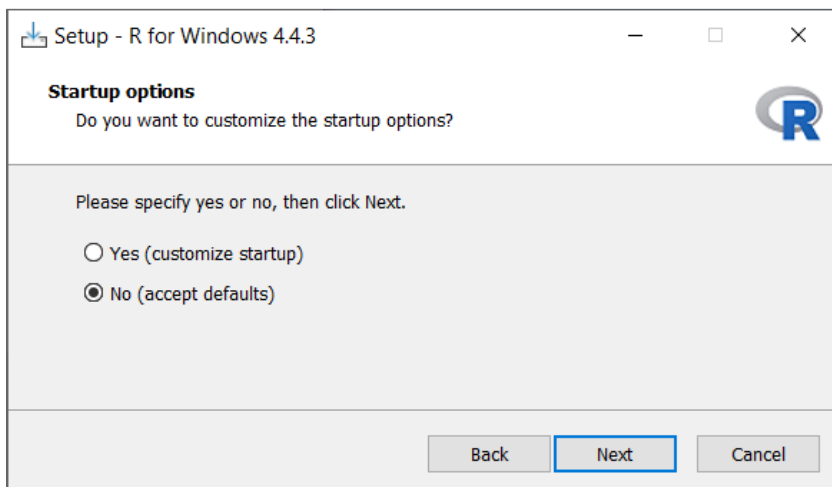 Setup - R for Windows 4.4.3
Startup options
Do you want to customize the startup options?
R
Please specify yes or no, then click Next.
Yes (customize startup)
No (accept defaults)
Back Next Cancel